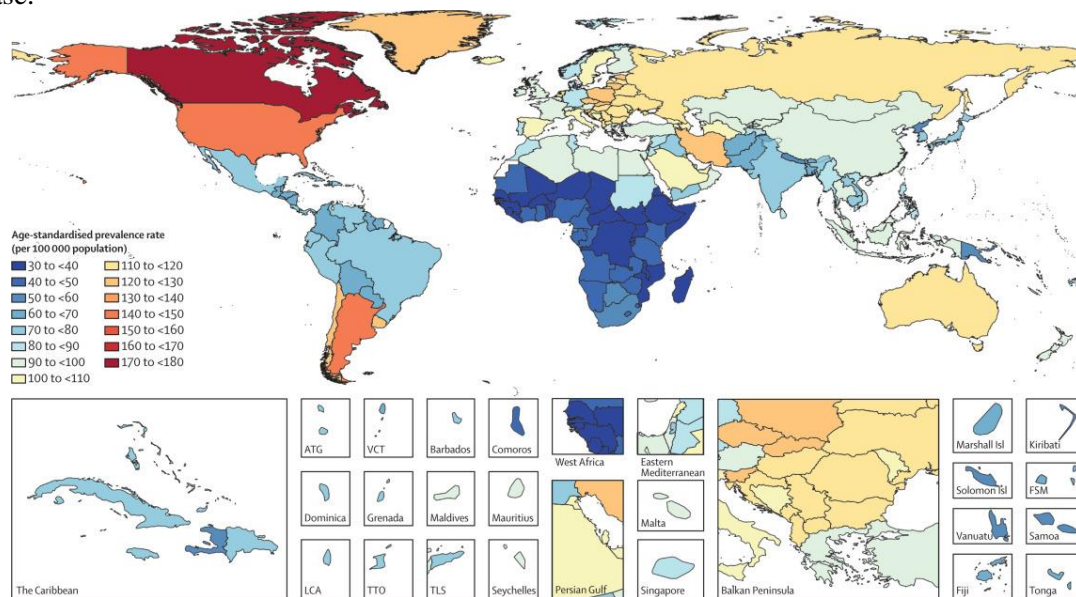 ase.
Age-standardised prevalence rate
(per 100 000 population)
30 to <40
40 to <50
50 to <60
60 to <70
70 to <80
80 to <90
90 to <100
100 to <110
110 to <120
120 to <130
130 to <140
140 to <150
150 to <160
160 to <170
170 to <180
The Caribbean
ATG
VCT
Barbados
Comoros
West Africa
Eastern
Mediterranean
Dominica
Grenada
Maldives
Mauritius
Malta
LCA
TTO
TLS
Seychelles
Persian Gulf
Singapore
Balkan Peninsula
Marshall Isl
Kiribati
Solomon Isl
FSM
Vanuatu
Samoa
Fiji
Tonga